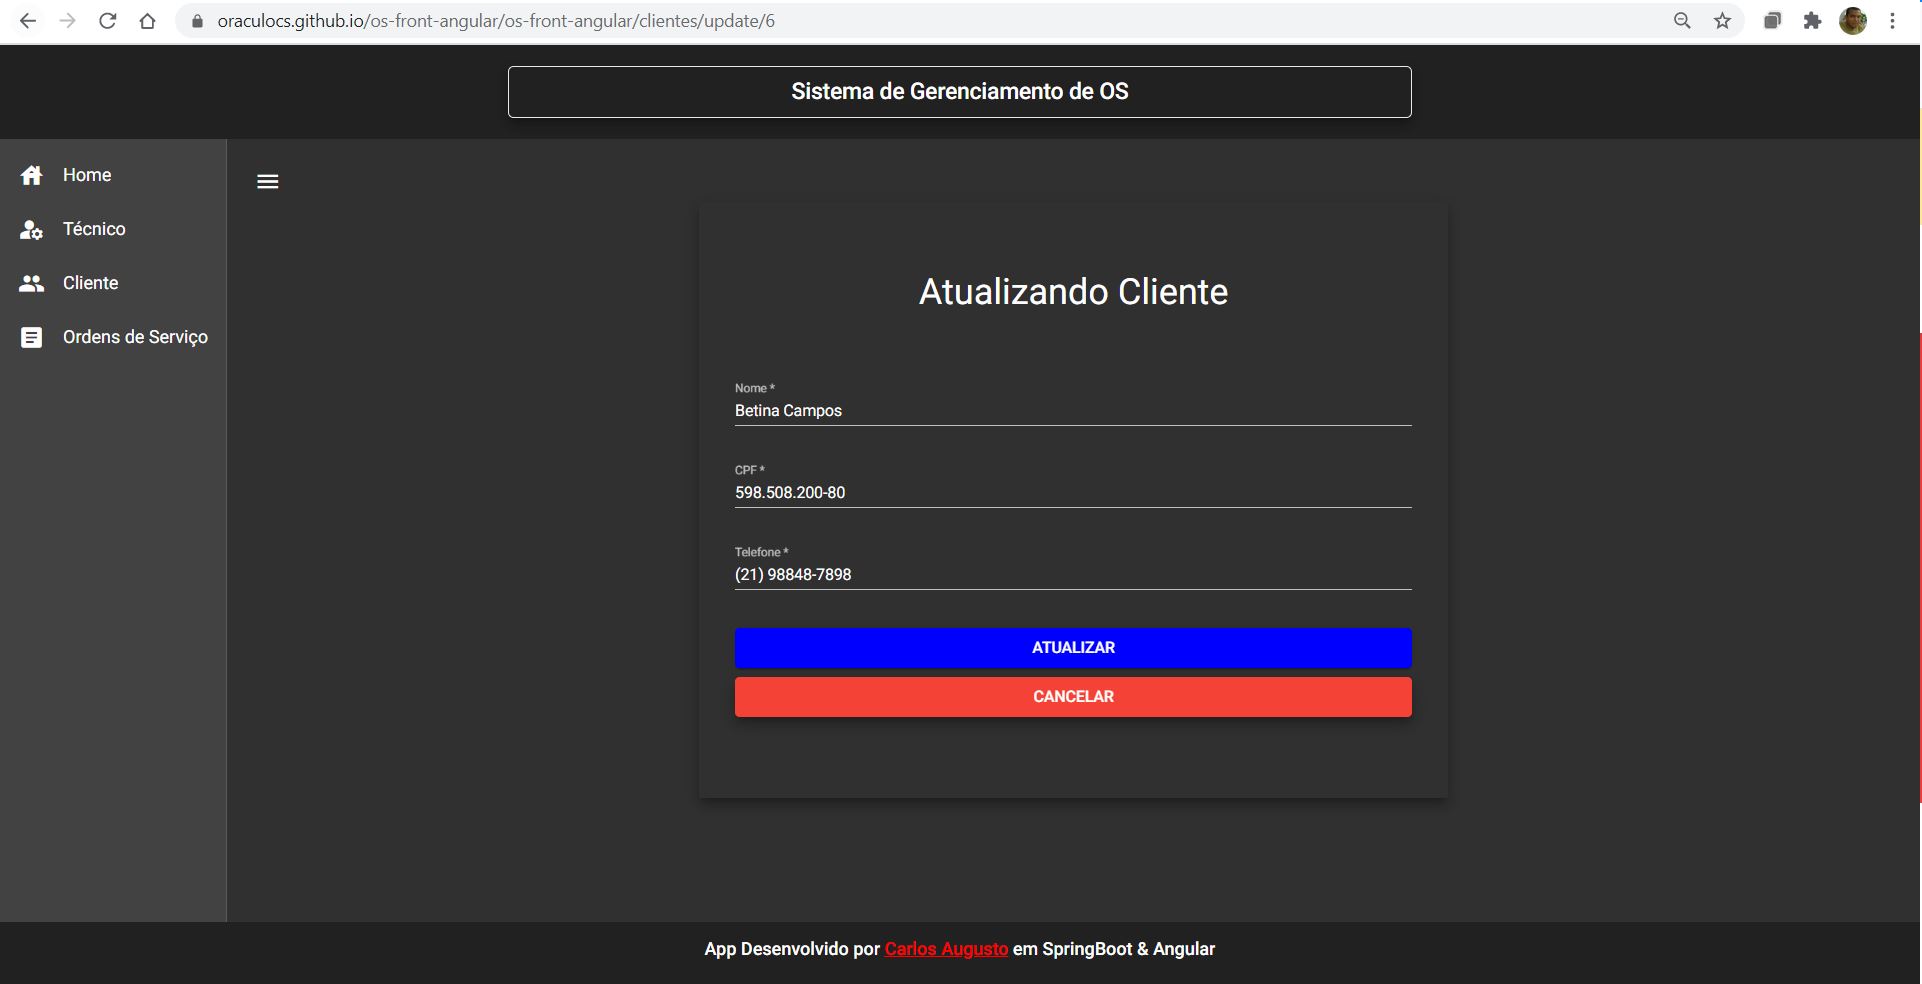 oraculocs.github.io/os-front-angular/os-front-angular/clientes/update/6
Sistema de Gerenciamento de OS
Home
Técnico
Cliente
Ordens de Serviço
Atualizando Cliente
Nome *
Betina Campos
CPF *
598.508.200-80
Telefone *
(21) 98848-7898
ATUALIZAR
CANCELAR
App Desenvolvido por Carlos Augusto em SpringBoot & Angular